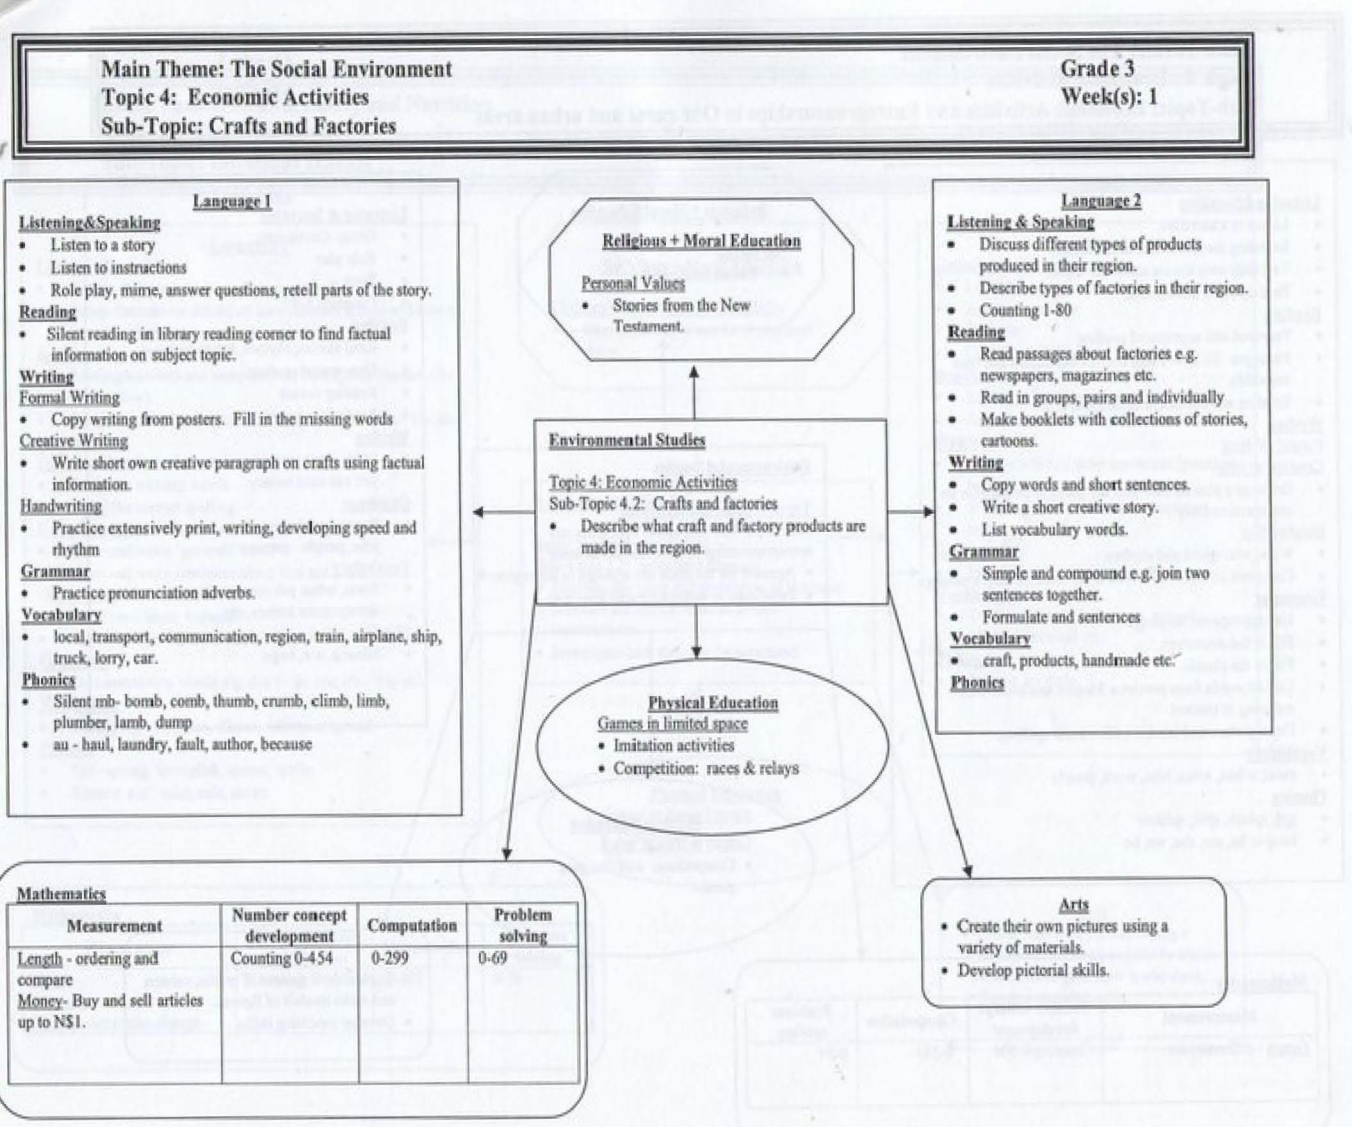 Main Theme: The Social Environment
Topic 4: Economic Activities
Sub-Topic: Crafts and Factories
Grade 3
Week(s): 1
Language 1
Listening&Speaking
• Listen to a story
• Listen to instructions
• Role play, mime, answer questions, retell parts of the story.
Reading
• Silent reading in library reading corner to find factual
information on subject topic.
Writing
Formal Writing
• Copy writing from posters. Fill in the missing words
Creative Writing
• Write short own creative paragraph on crafts using factual
information.
Handwriting
• Practice extensively print, writing, developing speed and
rhythm
Grammar
• Practice pronunciation adverbs.
Vocabulary
• local, transport, communication, region, train, airplane, ship,
truck, lorry, car.
Phonics
• Silent mb- bomb, comb, thumb, crumb, climb, limb,
plumber, lamb, dump
• au - haul, laundry, fault, author, because
Religious + Moral Education
Personal Values
• Stories from the New
Testament.
Environmental Studies
Topic 4: Economic Activities
Sub-Topic 4.2: Crafts and factories
• Describe what craft and factory products are
made in the region.
Physical Education
Games in limited space
• Imitation activities
• Competition: races & relays
Language 2
Listening & Speaking
• Discuss different types of products
produced in their region.
• Describe types of factories in their region.
• Counting 1-80
Reading
• Read passages about factories e.g.
newspapers, magazines etc.
• Read in groups, pairs and individually
• Make booklets with collections of stories,
cartoons.
Writing
• Copy words and short sentences.
• Write a short creative story.
• List vocabulary words.
Grammar
• Simple and compound e.g. join two
sentences together.
• Formulate and sentences
Vocabulary
• craft, products, handmade etc.
Phonics
Mathematics
Measurement
Number concept
development
Computation
Problem
solving
Length - ordering and
compare
Money- Buy and sell articles
up to N$1.
Counting 0-454
0-299
0-69
Arts
• Create their own pictures using a
variety of materials.
• Develop pictorial skills.